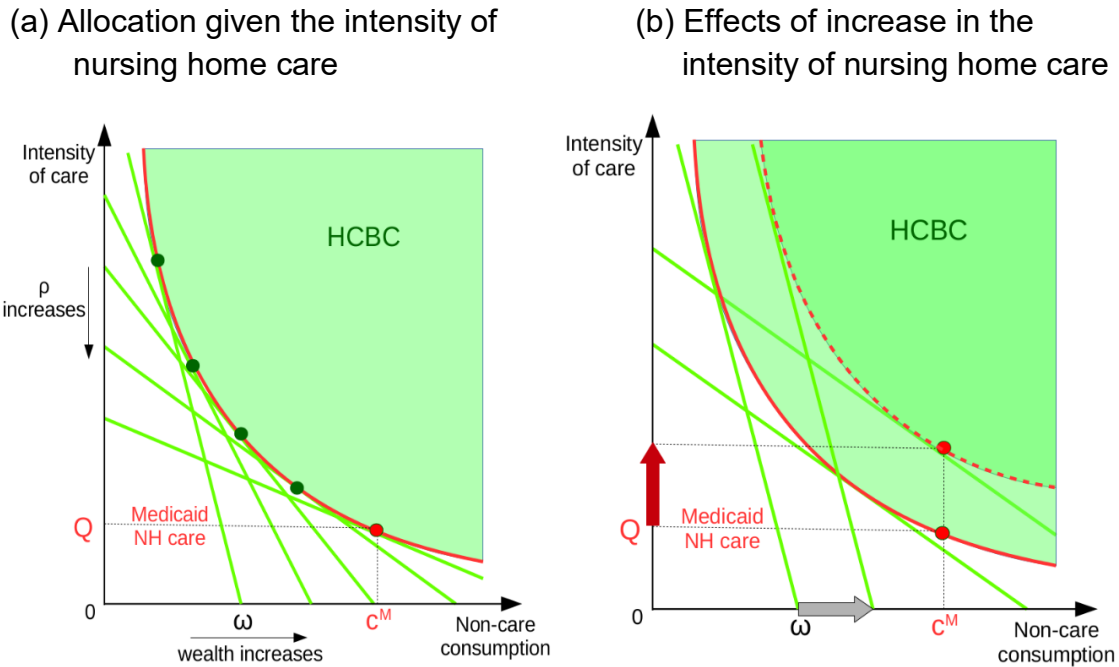 (a) Allocation given the intensity of
nursing home care
Intensity
of care
HCBC
ρ
increases
Q
Medicaid
NH care
0
ω
c^M
wealth increases
Non-care
consumption
(b) Effects of increase in the
intensity of nursing home care
Intensity
of care
HCBC
Q
Medicaid
NH care
0
ω
c^M
Non-care
consumption